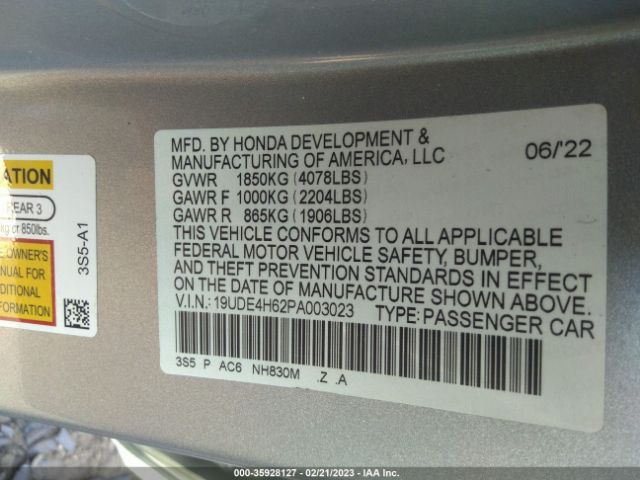 MFD. BY HONDA DEVELOPMENT &
MANUFACTURING OF AMERICA, LLC 06/'22
GVWR 1850KG (4078LBS)
GAWR F 1000KG (2204LBS)
GAWR R 865KG (1906LBS)
THIS VEHICLE CONFORMS TO ALL APPLICABLE
FEDERAL MOTOR VEHICLE SAFETY, BUMPER,
AND THEFT PREVENTION STANDARDS IN EFFECT
ON THE DATE OF MANUFACTURE SHOWN ABOVE.
V.I.N.: 19UDE4H62PA003023 TYPE: PASSENGER CAR
3S5 P AC6 NH830M .Z .A
ATION
REAR 3
kg or 850lbs.
OWNER'S
ANUAL FOR
DITIONAL
FORMATION
3S5-A1
000-35928127 - 02/21/2023 - IAA Inc.